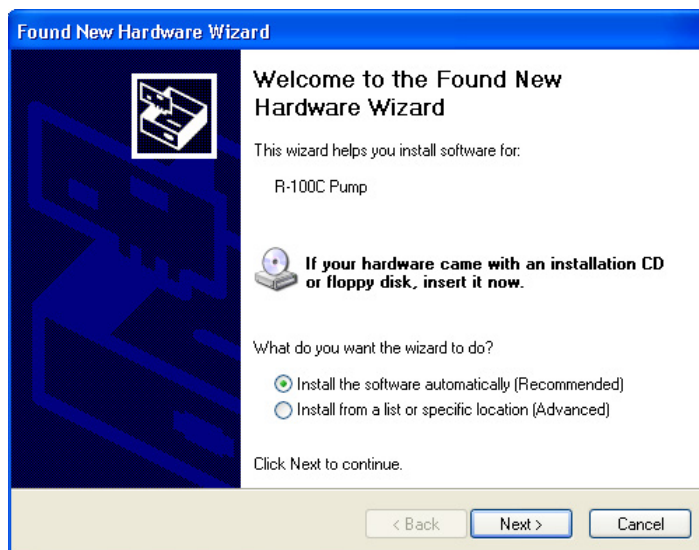 Found New Hardware Wizard
Welcome to the Found New
Hardware Wizard
This wizard helps you install software for:
R-100C Pump
If your hardware came with an installation CD
or floppy disk, insert it now.
What do you want the wizard to do?
Install the software automatically (Recommended)
Install from a list or specific location (Advanced)
Click Next to continue.
< Back
Next >
Cancel